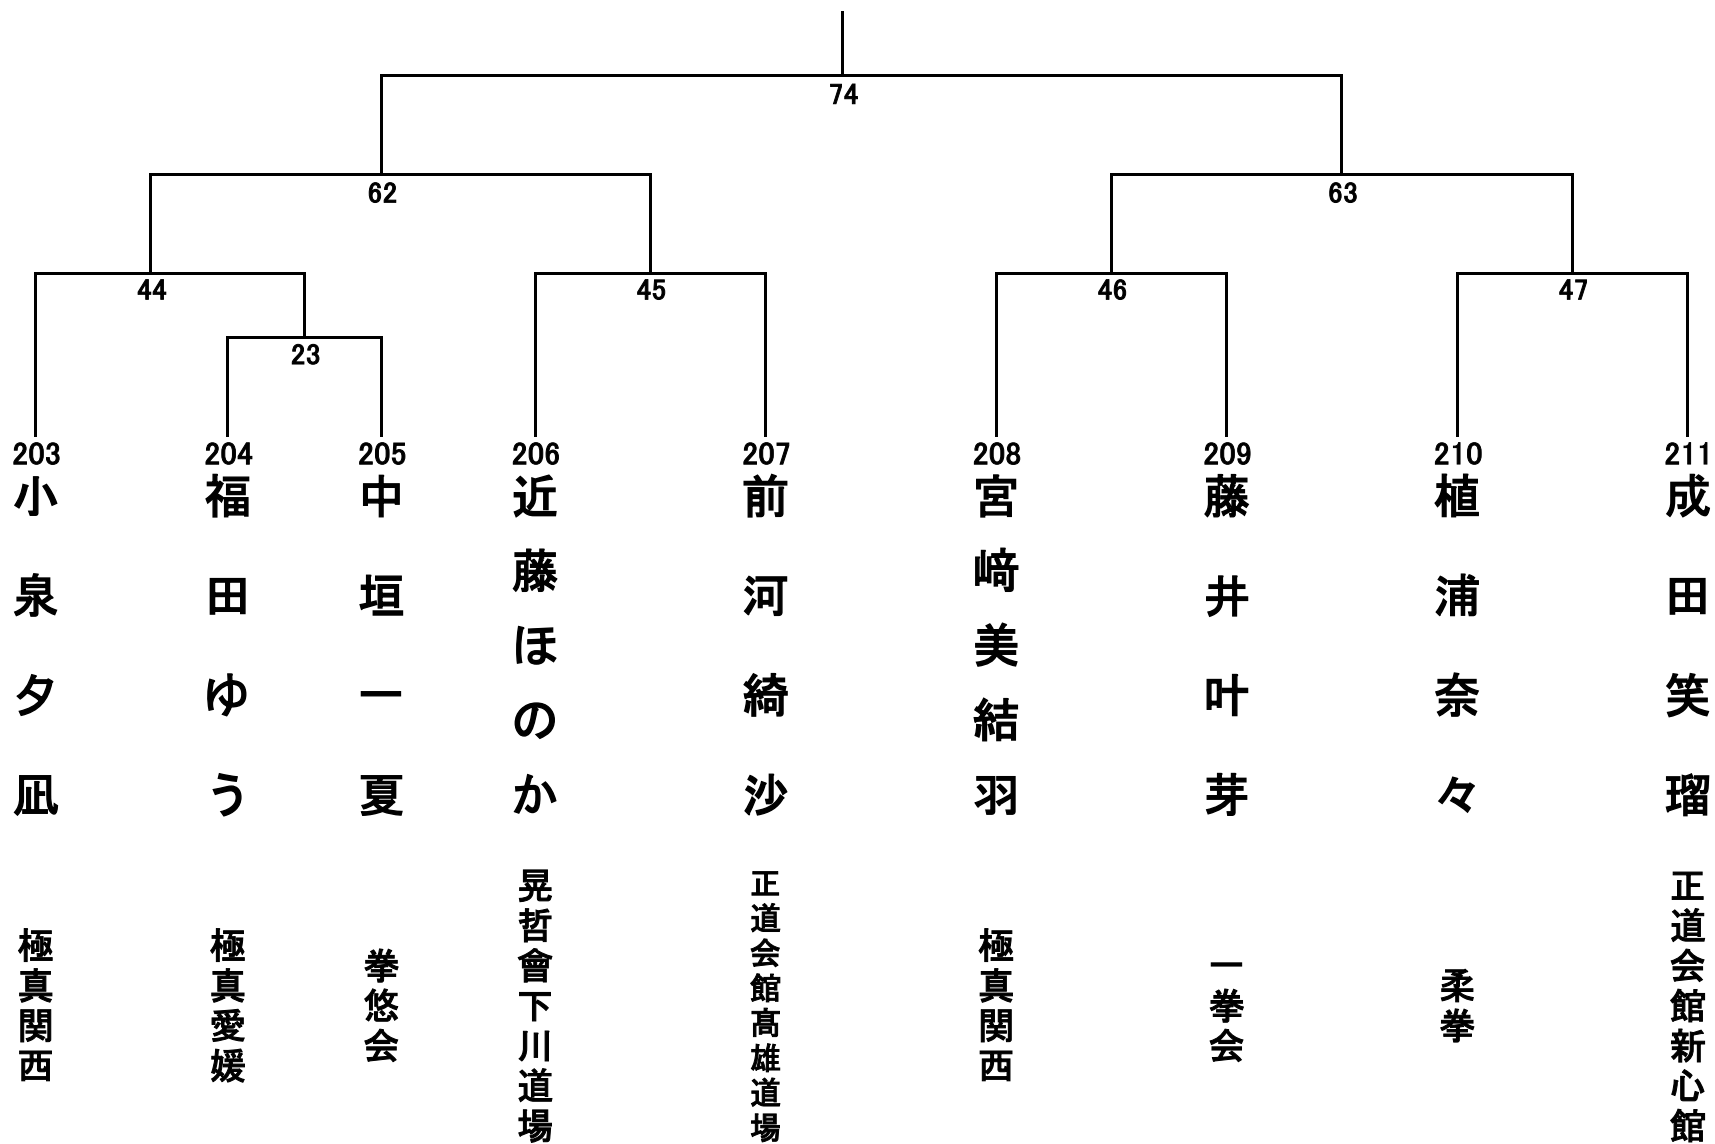 74
62
63
44
45
46
47
23
203
204
205
206
207
208
209
210
211
小泉夕凪
福田ゆう
中垣一夏
近藤ほのか
前河綺沙
宮﨑美結羽
藤井叶芽
植浦奈々
成田笑瑠
極真関西
極真愛媛
拳悠会
晃哲會下川道場
正道会館髙雄道場
極真関西
一拳会
柔拳
正道会館新心館